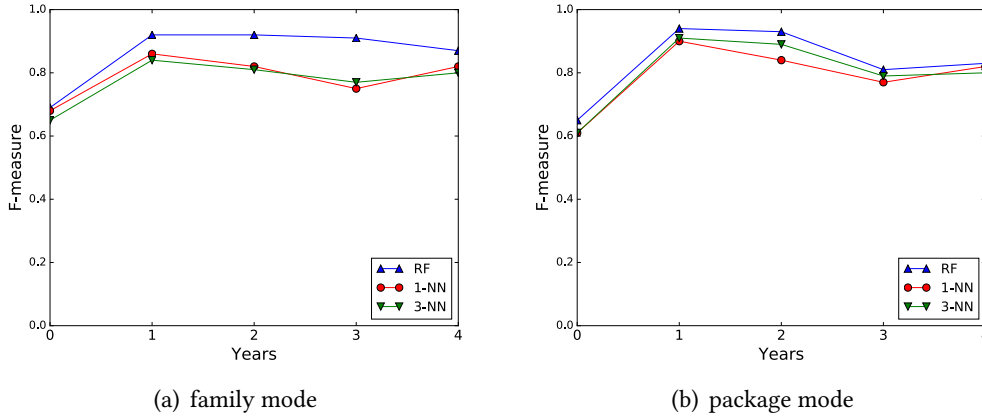 1.0
0.8
0.6
0.4
0.2
0.0
F-measure
0 1 2 3 4
Years
RF
1-NN
3-NN
(a) family mode
1.0
0.8
0.6
0.4
0.2
0.0
F-measure
0 1 2 3
Years
RF
1-NN
3-NN
(b) package mode